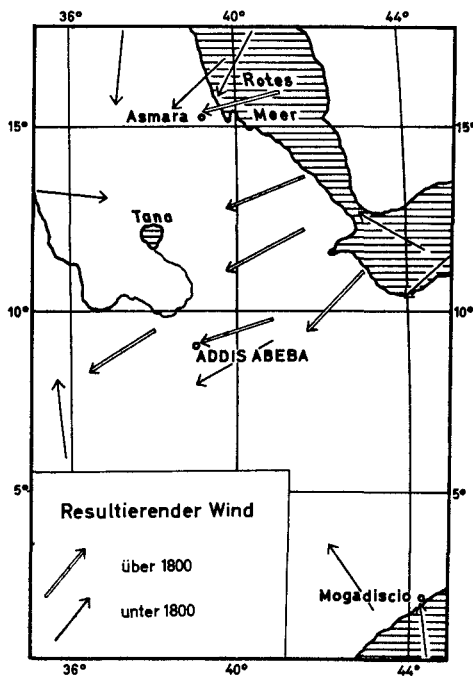 36° 40° 44°
Rotes
Asmara
Meer
15° 15°
Tana
10° 10°
ADDIS ABEBA
5° 5°
Resultierender Wind
über 1800
unter 1800
Mogadiscio
36° 40° 44°